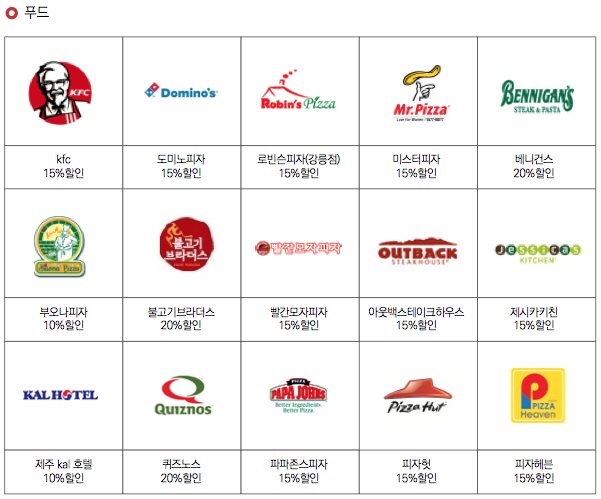 푸드
KFC
Domino's
Robin's Pizza
Mr.Pizza
Love for Women 1577-0077
BENNIGAN'S
STEAK & PASTA
kfc
15%할인
도미노피자
15%할인
로빈슨피자(강릉점)
15%할인
미스터피자
15%할인
베니건스
20%할인
Pizza
불고기
브라더스
빨간모자피자
OUTBACK
STEAKHOUSE
Jessicas
KITCHEN
부오나피자
10%할인
불고기브라더스
20%할인
빨간모자피자
15%할인
아웃백스테이크하우스
15%할인
제시카키친
15%할인
KAL HOTEL
QUIZNOS
PIZZA
PAPA JOHNS
Better Ingredients.
Better Pizza.
Pizza Hut
PIZZA
Heaven
제주 kal 호텔
10%할인
퀴즈노스
20%할인
파파존스피자
15%할인
피자헛
15%할인
피자헤븐
15%할인